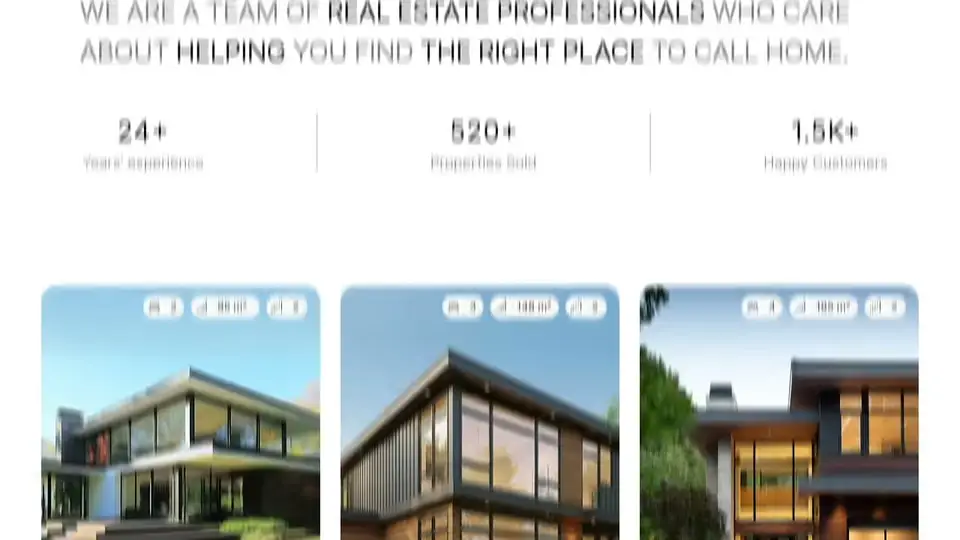 WE ARE A TEAM OF REAL ESTATE PROFESSIONALS WHO CARE
ABOUT HELPING YOU FIND THE RIGHT PLACE TO CALL HOME.
24+
Years' experience
520+
Properties Sold
1.5K+
Happy Customers